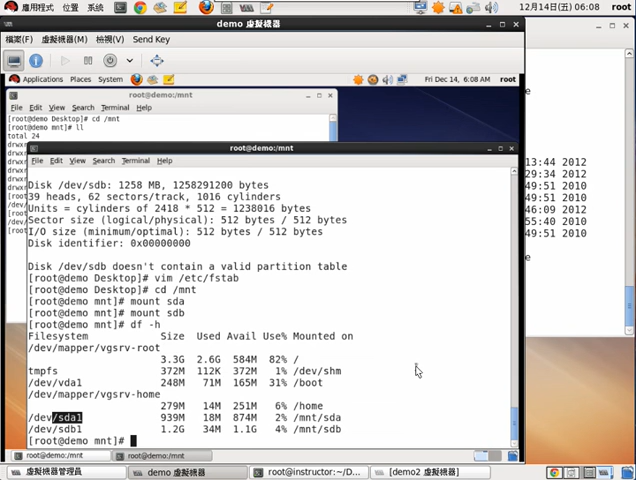 應用程式 位置 系統 12月14日(五) 06:08 root
demo 虛擬機器
檔案(F) 虛擬機器(M) 檢視(V) Send Key
Applications Places System Fri Dec 14, 6:08 AM root
root@demo:/mnt
File Edit View Search Terminal Help
[root@demo Desktop]# cd /mnt
[root@demo mnt]# ll
total 24
root@demo:/mnt
File Edit View Search Terminal Help
Disk /dev/sdb: 1258 MB, 1258291200 bytes
39 heads, 62 sectors/track, 1016 cylinders
Units = cylinders of 2418 * 512 = 1238016 bytes
Sector size (logical/physical): 512 bytes / 512 bytes
I/O size (minimum/optimal): 512 bytes / 512 bytes
Disk identifier: 0x00000000
Disk /dev/sdb doesn't contain a valid partition table
[root@demo Desktop]# vim /etc/fstab
[root@demo Desktop]# cd /mnt
[root@demo mnt]# mount sda
[root@demo mnt]# mount sdb
[root@demo mnt]# df -h
Filesystem Size Used Avail Use% Mounted on
/dev/mapper/vgsrv-root
3.3G 2.6G 584M 82% /
tmpfs 372M 112K 372M 1% /dev/shm
/dev/vda1 248M 71M 165M 31% /boot
/dev/mapper/vgsrv-home
279M 14M 251M 6% /home
/dev/sda1 939M 18M 874M 2% /mnt/sda
/dev/sdb1 1.2G 34M 1.1G 4% /mnt/sdb
[root@demo mnt]#
13:44 2012
29:34 2012
49:51 2010
46:09 2012
55:40 2010
49:51 2010
root@demo:/mnt root@demo:/mnt
虛擬機器管理員 demo 虛擬機器 root@instructor:~/D... [demo2 虛擬機器]